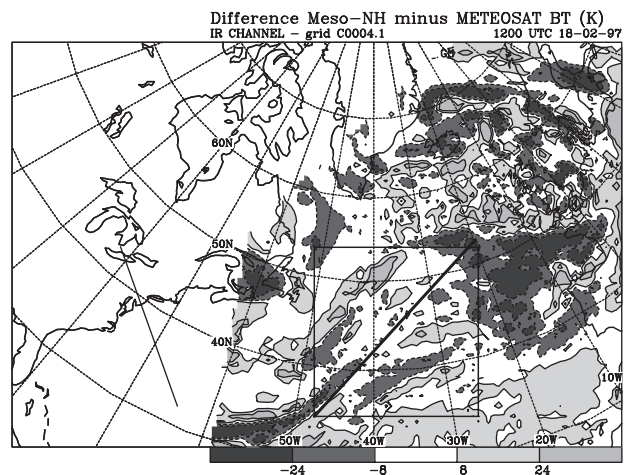 Difference Meso-NH minus METEOSAT BT (K)
IR CHANNEL - grid C0004.1 1200 UTC 18-02-97
GM
60N
50N
40N
10W
50W 40W 30W 20W
-24 -8 8 24